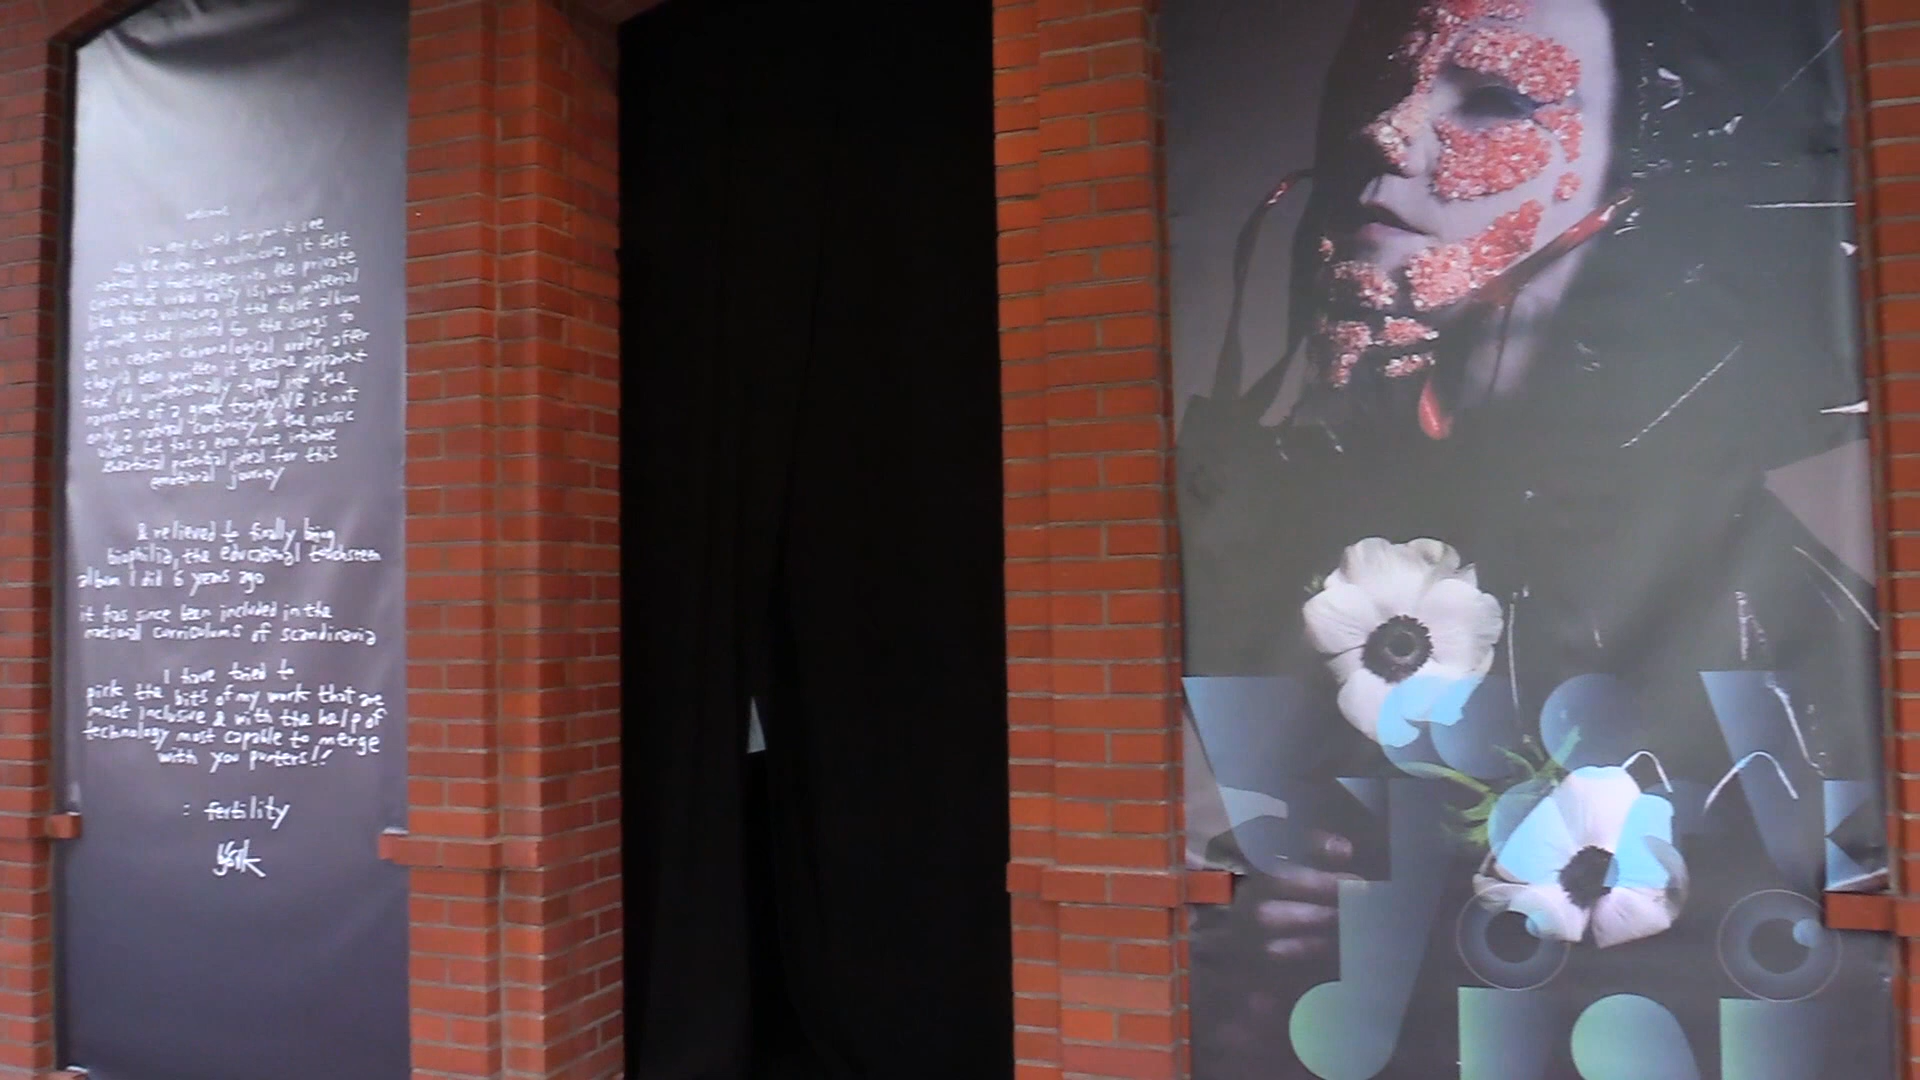 welcome
I am very excited for you to see
the VR visual to vulnicura it felt
natural to further into the private
circus that virtual reality is, with material
like this: vulnicura is the first album
of mine that insisted for the songs to
be in certain chronological order, after
they'd been written it became apparent
that I'd unintentionally tapped into the
narrative of a greek tragedy. VR is not
only a natural continuity to the music
video but has a even more intimate
theatrical potential ideal for this
emotional journey
& relieved to finally bring
biophilia, the educational touchstone
album I did 6 years ago
it has since been included in the
national curriculums of scandinavia
I have tried to
pick the bits of my work that are
most inclusive & with the help of
technology most capable to merge
with you punters!!
: fertility
björk